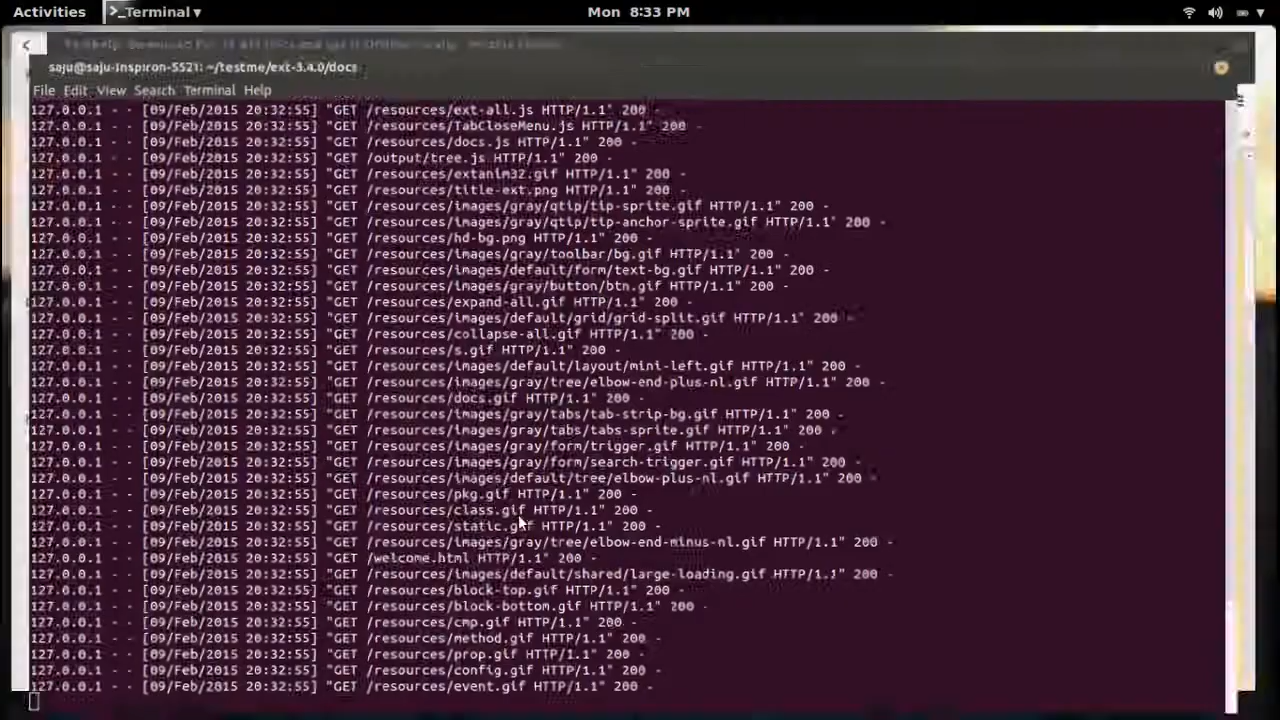 Activities
>_Terminal ▾
Mon 8:33 PM
saju@saju-Inspiron-5521: ~/testme/ext-3.4.0/docs
File Edit View Search Terminal Help
127.0.0.1 - - [09/Feb/2015 20:32:55] "GET /resources/ext-all.js HTTP/1.1" 200 -
127.0.0.1 - - [09/Feb/2015 20:32:55] "GET /resources/TabCloseMenu.js HTTP/1.1" 200 -
127.0.0.1 - - [09/Feb/2015 20:32:55] "GET /resources/docs.js HTTP/1.1" 200 -
127.0.0.1 - - [09/Feb/2015 20:32:55] "GET /output/tree.js HTTP/1.1" 200 -
127.0.0.1 - - [09/Feb/2015 20:32:55] "GET /resources/extanim32.gif HTTP/1.1" 200 -
127.0.0.1 - - [09/Feb/2015 20:32:55] "GET /resources/title-ext.png HTTP/1.1" 200 -
127.0.0.1 - - [09/Feb/2015 20:32:55] "GET /resources/images/gray/qtip/tip-sprite.gif HTTP/1.1" 200 -
127.0.0.1 - - [09/Feb/2015 20:32:55] "GET /resources/images/gray/qtip/tip-anchor-sprite.gif HTTP/1.1" 200 -
127.0.0.1 - - [09/Feb/2015 20:32:55] "GET /resources/hd-bg.png HTTP/1.1" 200 -
127.0.0.1 - - [09/Feb/2015 20:32:55] "GET /resources/images/gray/toolbar/bg.gif HTTP/1.1" 200 -
127.0.0.1 - - [09/Feb/2015 20:32:55] "GET /resources/images/default/form/text-bg.gif HTTP/1.1" 200 -
127.0.0.1 - - [09/Feb/2015 20:32:55] "GET /resources/images/gray/button/btn.gif HTTP/1.1" 200 -
127.0.0.1 - - [09/Feb/2015 20:32:55] "GET /resources/expand-all.gif HTTP/1.1" 200 -
127.0.0.1 - - [09/Feb/2015 20:32:55] "GET /resources/images/default/grid/grid-split.gif HTTP/1.1" 200 -
127.0.0.1 - - [09/Feb/2015 20:32:55] "GET /resources/collapse-all.gif HTTP/1.1" 200 -
127.0.0.1 - - [09/Feb/2015 20:32:55] "GET /resources/s.gif HTTP/1.1" 200 -
127.0.0.1 - - [09/Feb/2015 20:32:55] "GET /resources/images/default/layout/mini-left.gif HTTP/1.1" 200 -
127.0.0.1 - - [09/Feb/2015 20:32:55] "GET /resources/images/gray/tree/elbow-end-plus-nl.gif HTTP/1.1" 200 -
127.0.0.1 - - [09/Feb/2015 20:32:55] "GET /resources/docs.gif HTTP/1.1" 200 -
127.0.0.1 - - [09/Feb/2015 20:32:55] "GET /resources/images/gray/tabs/tab-strip-bg.gif HTTP/1.1" 200 -
127.0.0.1 - - [09/Feb/2015 20:32:55] "GET /resources/images/gray/tabs/tabs-sprite.gif HTTP/1.1" 200 -
127.0.0.1 - - [09/Feb/2015 20:32:55] "GET /resources/images/gray/form/trigger.gif HTTP/1.1" 200 -
127.0.0.1 - - [09/Feb/2015 20:32:55] "GET /resources/images/gray/form/search-trigger.gif HTTP/1.1" 200 -
127.0.0.1 - - [09/Feb/2015 20:32:55] "GET /resources/images/default/tree/elbow-plus-nl.gif HTTP/1.1" 200 -
127.0.0.1 - - [09/Feb/2015 20:32:55] "GET /resources/pkg.gif HTTP/1.1" 200 -
127.0.0.1 - - [09/Feb/2015 20:32:55] "GET /resources/class.gif HTTP/1.1" 200 -
127.0.0.1 - - [09/Feb/2015 20:32:55] "GET /resources/static.gif HTTP/1.1" 200 -
127.0.0.1 - - [09/Feb/2015 20:32:55] "GET /resources/images/gray/tree/elbow-end-minus-nl.gif HTTP/1.1" 200 -
127.0.0.1 - - [09/Feb/2015 20:32:55] "GET /welcome.html HTTP/1.1" 200 -
127.0.0.1 - - [09/Feb/2015 20:32:55] "GET /resources/images/default/shared/large-loading.gif HTTP/1.1" 200 -
127.0.0.1 - - [09/Feb/2015 20:32:55] "GET /resources/block-top.gif HTTP/1.1" 200 -
127.0.0.1 - - [09/Feb/2015 20:32:55] "GET /resources/block-bottom.gif HTTP/1.1" 200 -
127.0.0.1 - - [09/Feb/2015 20:32:55] "GET /resources/cmp.gif HTTP/1.1" 200 -
127.0.0.1 - - [09/Feb/2015 20:32:55] "GET /resources/method.gif HTTP/1.1" 200 -
127.0.0.1 - - [09/Feb/2015 20:32:55] "GET /resources/prop.gif HTTP/1.1" 200 -
127.0.0.1 - - [09/Feb/2015 20:32:55] "GET /resources/config.gif HTTP/1.1" 200 -
127.0.0.1 - - [09/Feb/2015 20:32:55] "GET /resources/event.gif HTTP/1.1" 200 -